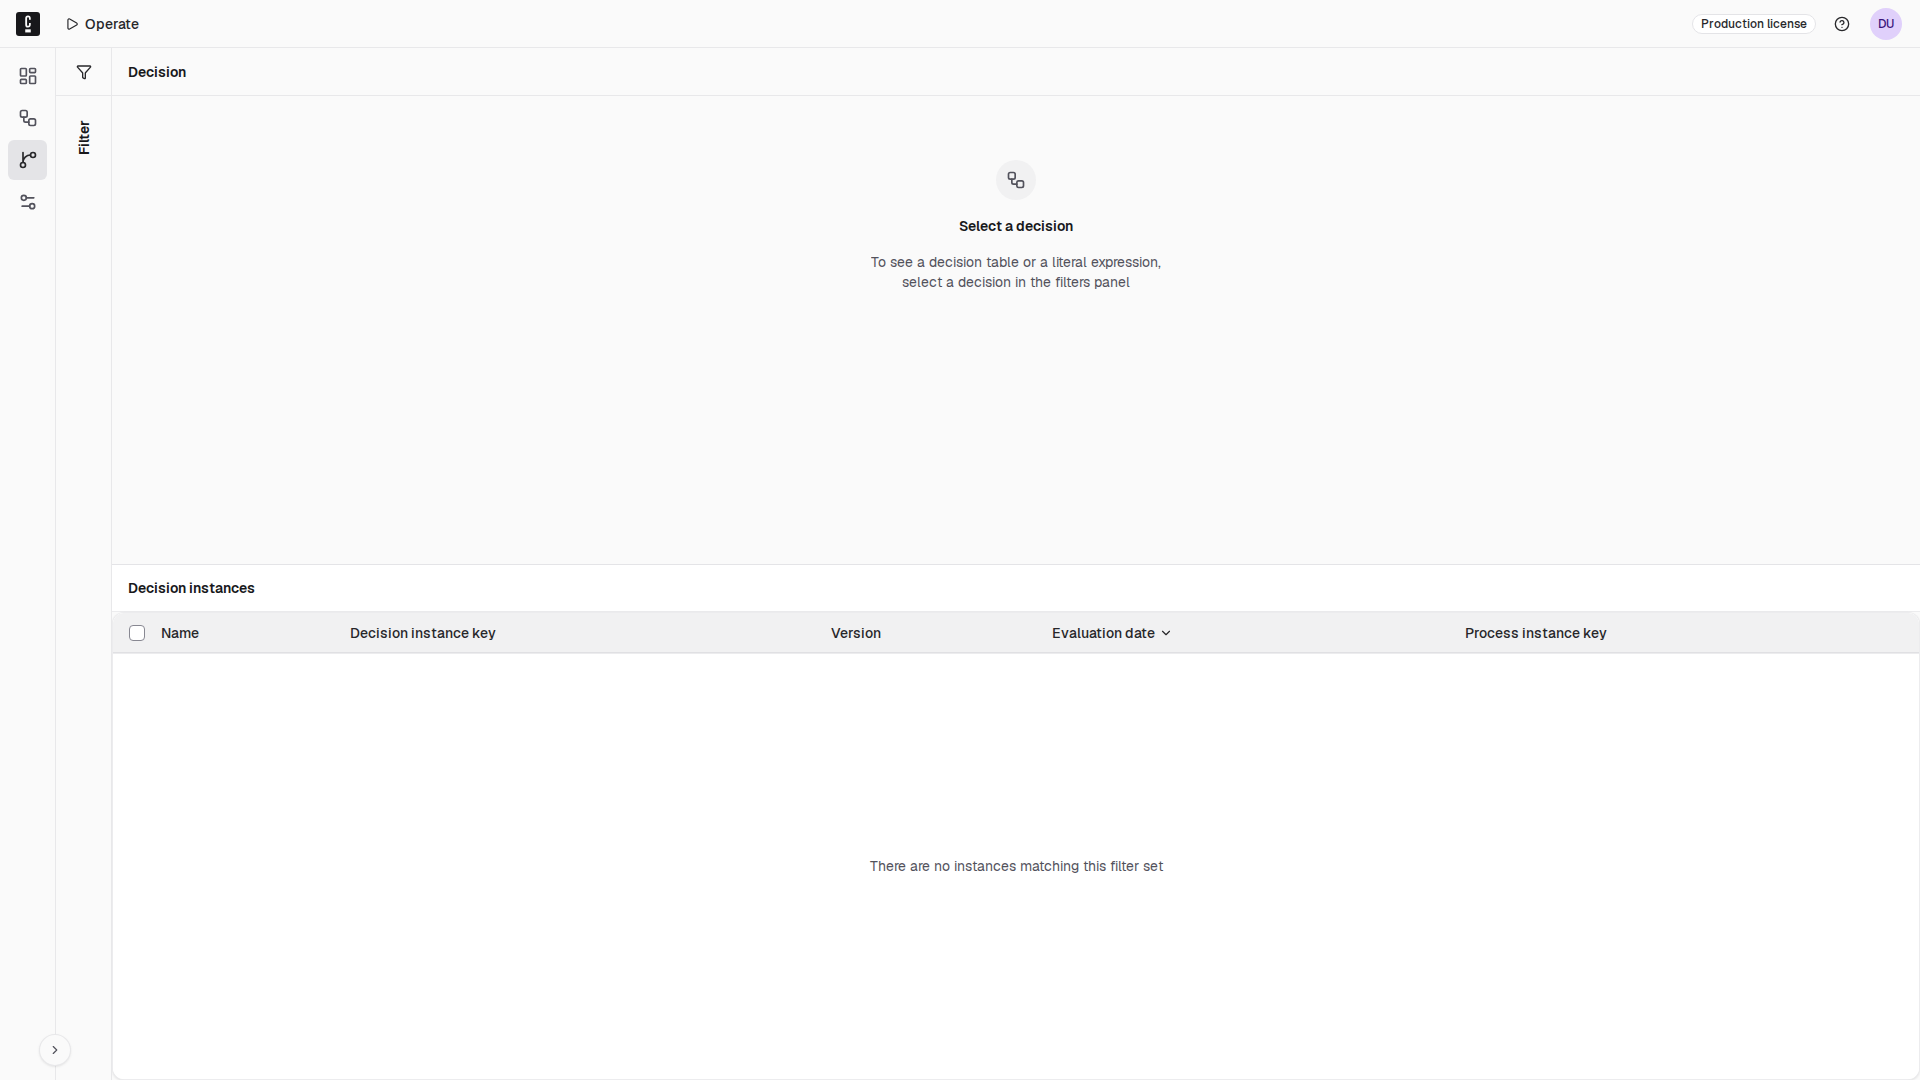 Operate
Production license
DU
Filter
Decision
Select a decision
To see a decision table or a literal expression,
select a decision in the filters panel
Decision instances
Name
Decision instance key
Version
Evaluation date
Process instance key
There are no instances matching this filter set